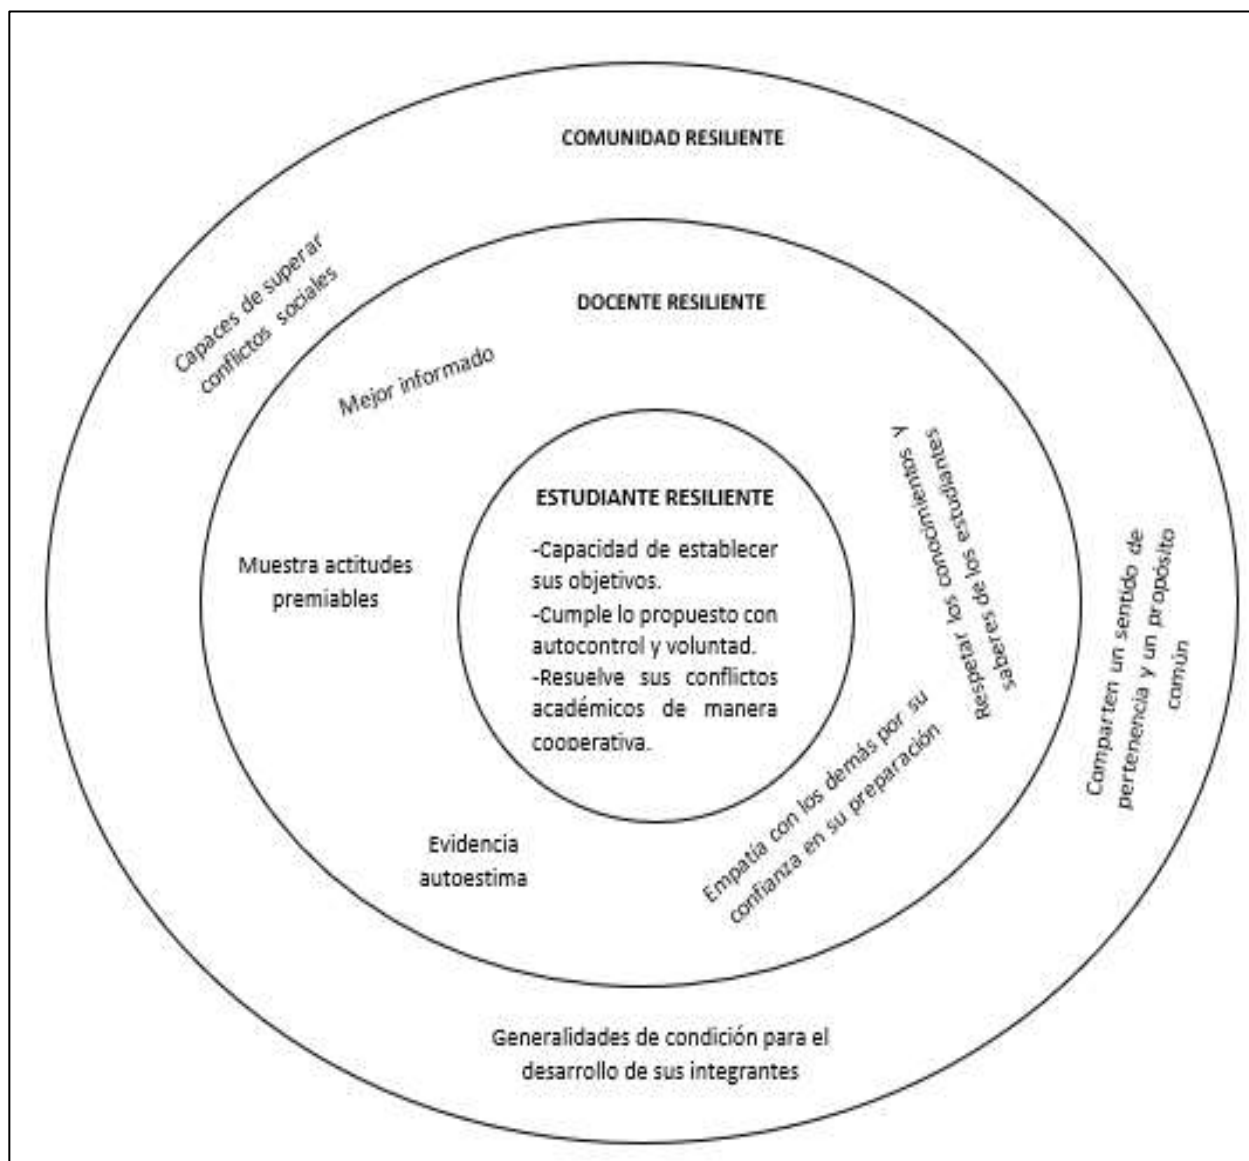 COMUNIDAD RESILIENTE
Capaces de superar
conflictos sociales
DOCENTE RESILIENTE
Mejor informado
Respetar los conocimientos y
saberes de los estudiantes
ESTUDIANTE RESILIENTE
-Capacidad de establecer
sus objetivos.
-Cumple lo propuesto con
autocontrol y voluntad.
-Resuelve sus conflictos
académicos de manera
cooperativa.
Muestra actitudes
premiables
Comparten un sentido de
pertenencia y un propósito
común
Empatía con los demás por su
confianza en su preparación
Evidencia
autoestima
Generalidades de condición para el
desarrollo de sus integrantes